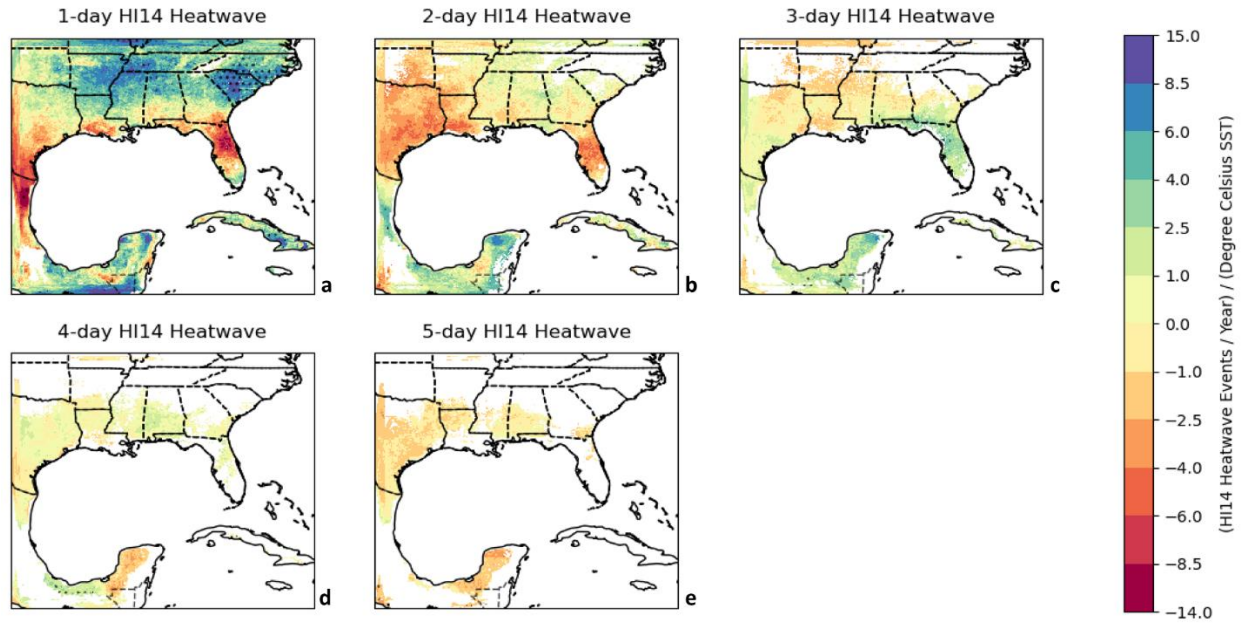 1-day HI14 Heatwave
2-day HI14 Heatwave
3-day HI14 Heatwave
a
b
c
4-day HI14 Heatwave
5-day HI14 Heatwave
d
e
15.0
8.5
6.0
4.0
2.5
1.0
0.0
−1.0
−2.5
−4.0
−6.0
−8.5
−14.0
(HI14 Heatwave Events / Year) / (Degree Celsius SST)